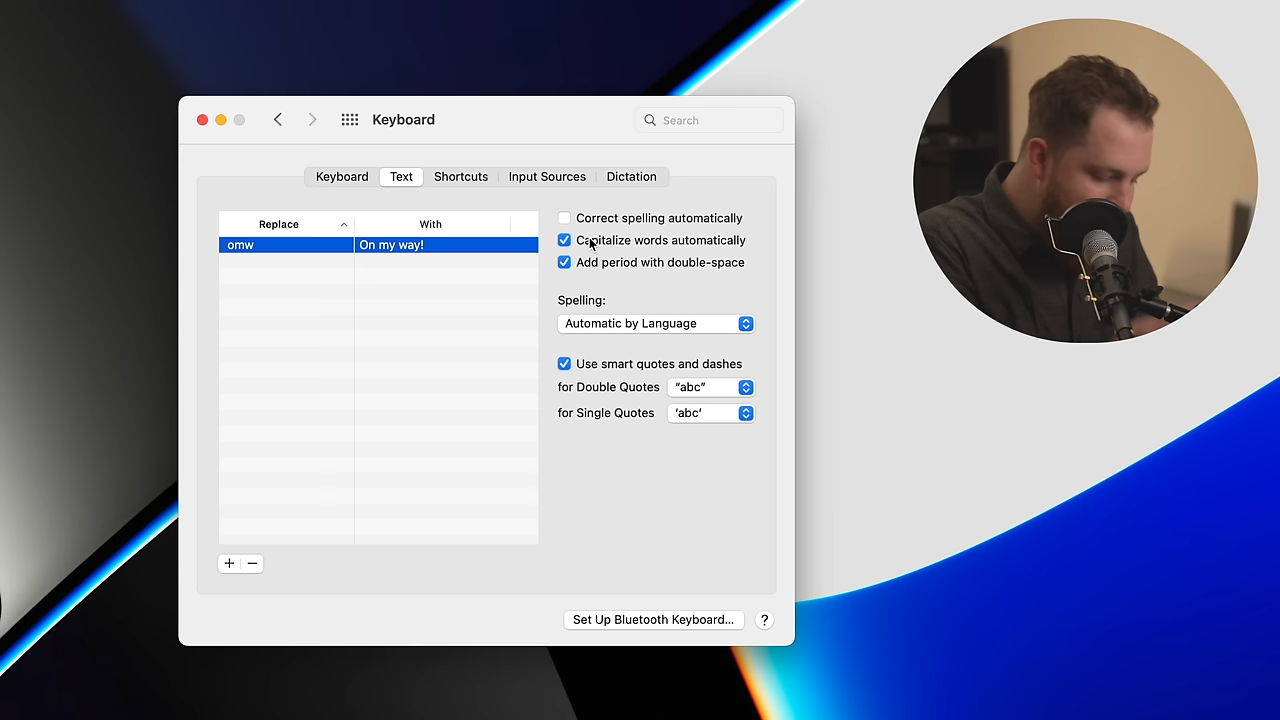 Keyboard
Search
Keyboard Text Shortcuts Input Sources Dictation
Replace With
omw On my way!
Correct spelling automatically
Capitalize words automatically
Add period with double-space
Spelling:
Automatic by Language
Use smart quotes and dashes
for Double Quotes “abc”
for Single Quotes ‘abc’
+ −
Set Up Bluetooth Keyboard... ?